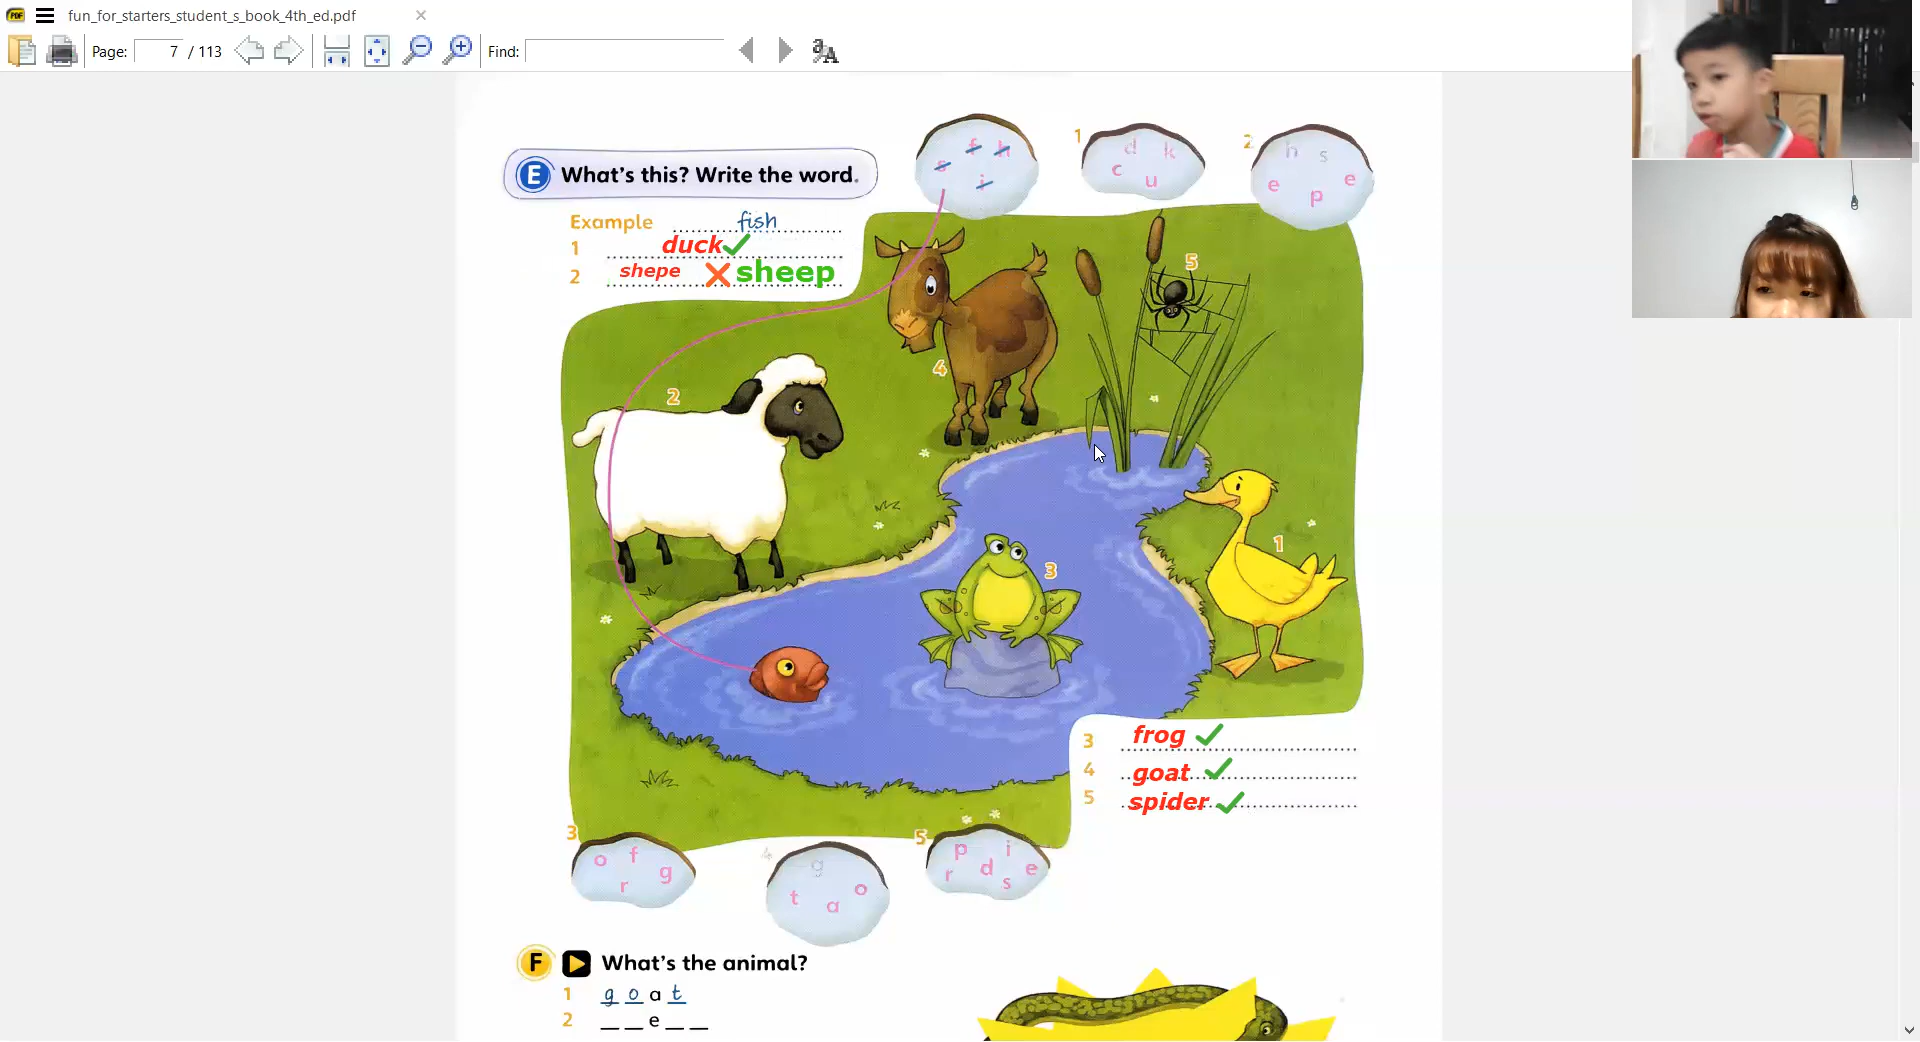 fun_for_starters_student_s_book_4th_ed.pdf
Page: 7 / 113
Find:
E What's this? Write the word.
s f h i
1 d k c u
2 h s e p e
Example fish
1 duck
2 shepe sheep
5
4
2
1
3
3 frog
4 goat
5 spider
3 o f r g
4 g t a o
5 p i r d s e
F What's the animal?
1 g o a t
2 _ _ e _ _